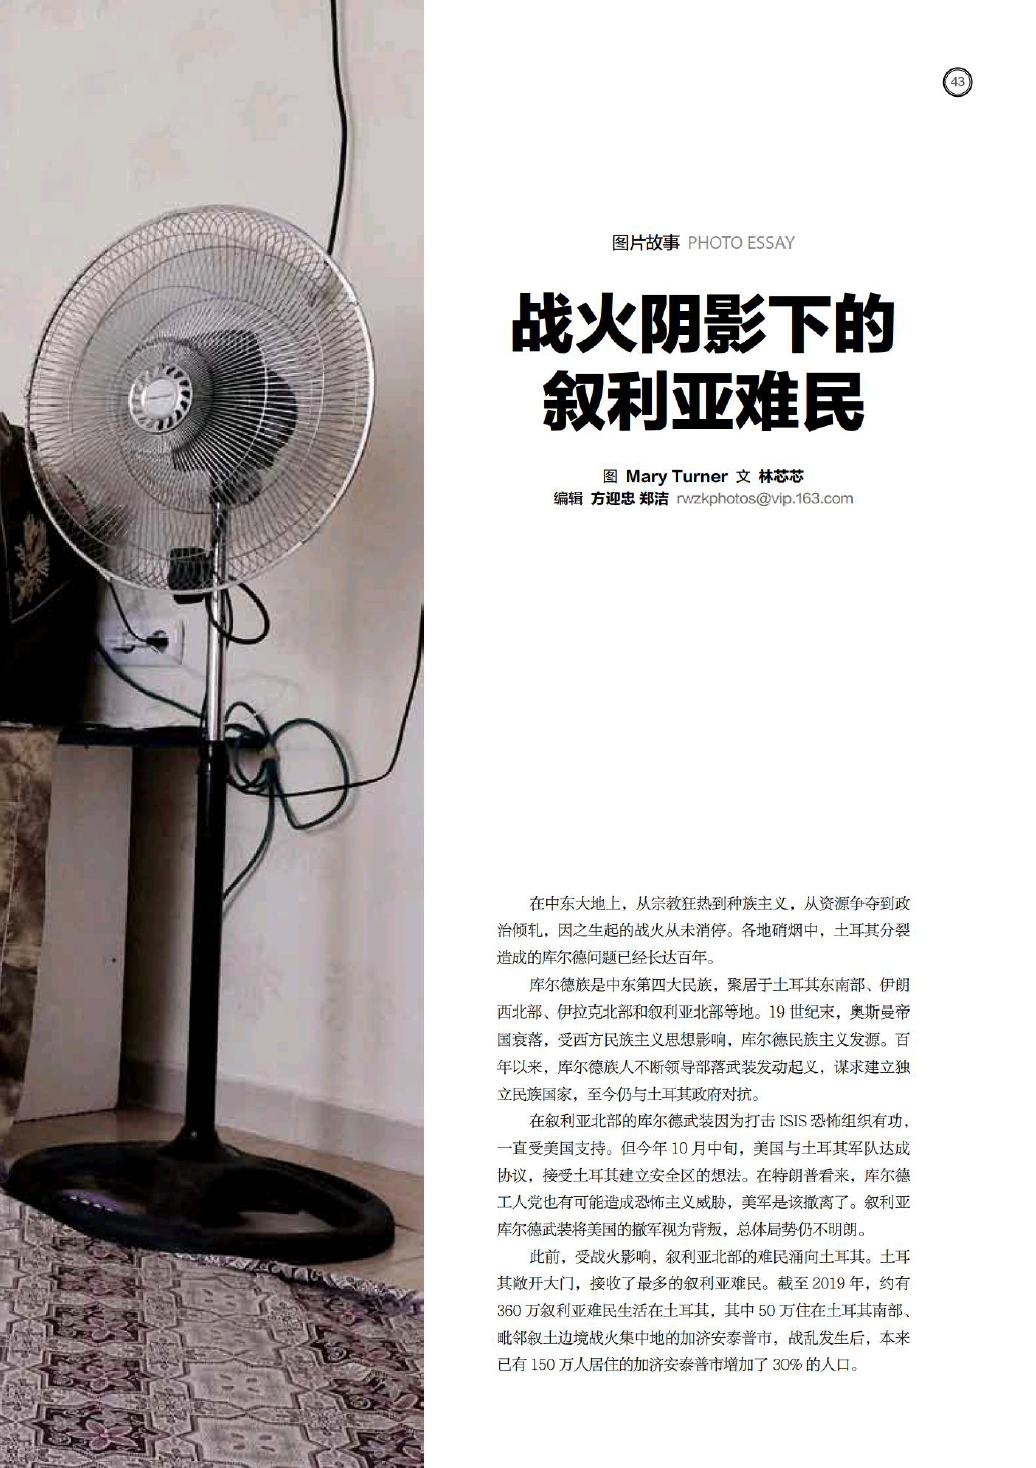 43
图片故事 PHOTO ESSAY
战火阴影下的
叙利亚难民
图 Mary Turner 文 林芯芯
编辑 方迎忠 郑洁 rwzkphotos@vip.163.com
在中东大地上，从宗教狂热到种族主义，从资源争夺到政
治倾轧，因之生起的战火从未消停。各地硝烟中，土耳其分裂
造成的库尔德问题已经长达百年。
库尔德族是中东第四大民族，聚居于土耳其东南部、伊朗
西北部、伊拉克北部和叙利亚北部等地。19 世纪末，奥斯曼帝
国衰落，受西方民族主义思想影响，库尔德民族主义发源。百
年以来，库尔德族人不断领导部落武装发动起义，谋求建立独
立民族国家，至今仍与土耳其政府对抗。
在叙利亚北部的库尔德武装因为打击 ISIS 恐怖组织有功，
一直受美国支持。但今年 10 月中旬，美国与土耳其军队达成
协议，接受土耳其建立安全区的想法。在特朗普看来，库尔德
工人党也有可能造成恐怖主义威胁，美军是该撤离了。叙利亚
库尔德武装将美国的撤军视为背叛，总体局势仍不明朗。
此前，受战火影响，叙利亚北部的难民涌向土耳其。土耳
其敞开大门，接收了最多的叙利亚难民。截至 2019 年，约有
360 万叙利亚难民生活在土耳其，其中 50 万住在土耳其南部、
毗邻叙土边境战火集中地的加济安泰普市，战乱发生后，本来
已有 150 万人居住的加济安泰普市增加了 30% 的人口。